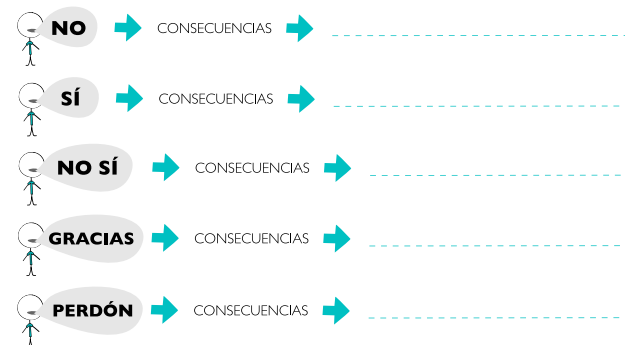 NO CONSECUENCIAS
SÍ CONSECUENCIAS
NO SÍ CONSECUENCIAS
GRACIAS CONSECUENCIAS
PERDÓN CONSECUENCIAS